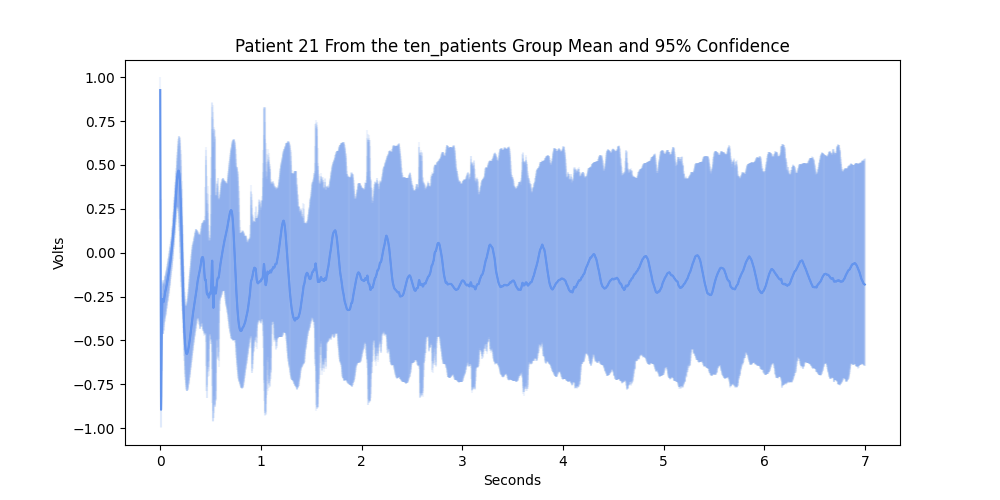 Patient 21 From the ten_patients Group Mean and 95% Confidence
1.00
0.75
0.50
0.25
0.00
−0.25
−0.50
−0.75
−1.00
Volts
0 1 2 3 4 5 6 7
Seconds